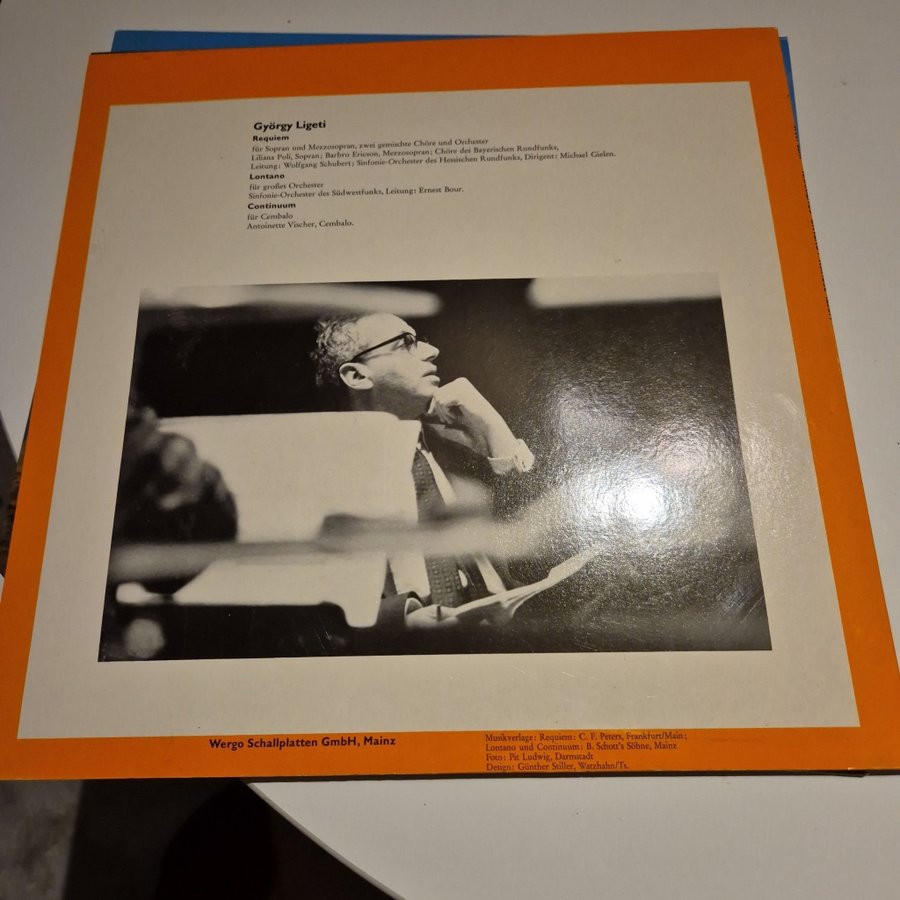 György Ligeti
Requiem
für Sopran und Mezzosopran, zwei gemischte Chöre und Orchester
Liliana Poli, Sopran; Barbro Ericson, Mezzosopran; Chöre des Bayerischen Rundfunks,
Leitung: Wolfgang Schubert; Sinfonie-Orchester des Hessischen Rundfunks, Dirigent: Michael Gielen.
Lontano
für großes Orchester
Sinfonie-Orchester des Südwestfunks, Leitung: Ernest Bour.
Continuum
für Cembalo
Antoinette Vischer, Cembalo.
Wergo Schallplatten GmbH, Mainz
Musikverlage: Requiem: C. F. Peters, Frankfurt/Main;
Lontano und Continuum: B. Schott's Söhne, Mainz
Foto: Pit Ludwig, Darmstadt
Design: Günther Stiller, Watzhahn/Ts.